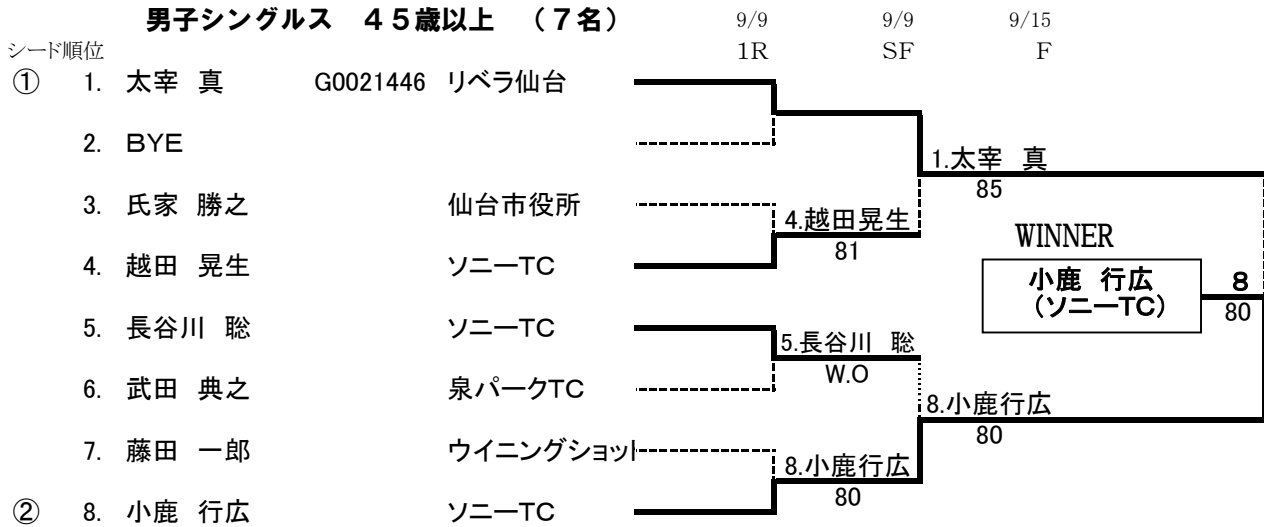 男子シングルス　４５歳以上　（７名）　9/9　9/9　9/15
シード順位　1R　SF　F
① 1. 太宰 真 G0021446 リベラ仙台
2. BYE
1.太宰 真
85
3. 氏家 勝之 仙台市役所
4.越田晃生
81
4. 越田 晃生 ソニーTC
WINNER
小鹿 行広
（ソニーTC）
8
80
5. 長谷川 聡 ソニーTC
5.長谷川 聡
W.O
6. 武田 典之 泉パークTC
8.小鹿行広
80
7. 藤田 一郎 ウイニングショット
8.小鹿行広
80
② 8. 小鹿 行広 ソニーTC